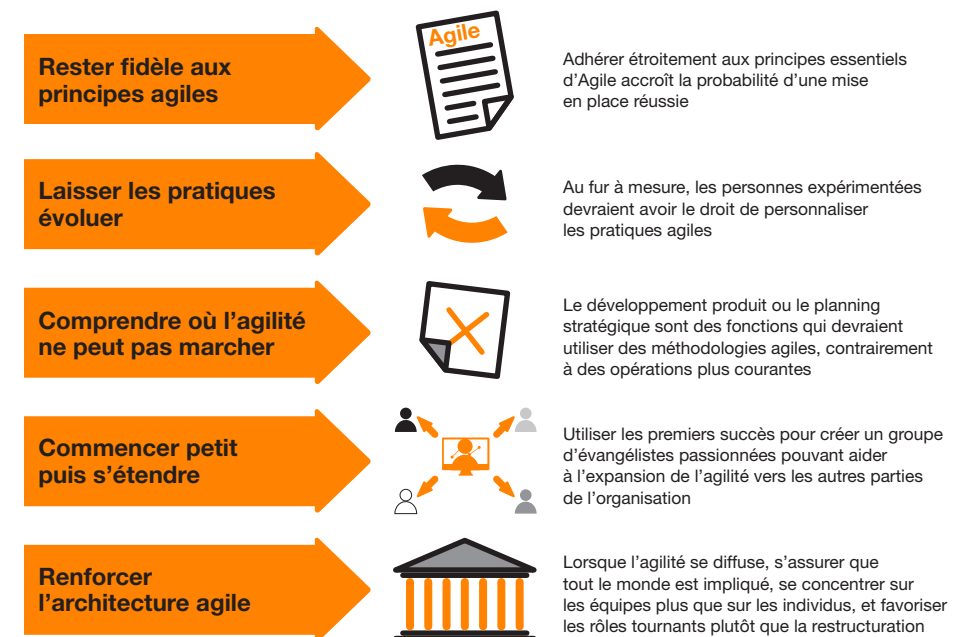 Rester fidèle aux
principes agiles
Agile
Adhérer étroitement aux principes essentiels
d’Agile accroît la probabilité d’une mise
en place réussie
Laisser les pratiques
évoluer
Au fur à mesure, les personnes expérimentées
devraient avoir le droit de personnaliser
les pratiques agiles
Comprendre où l’agilité
ne peut pas marcher
Le développement produit ou le planning
stratégique sont des fonctions qui devraient
utiliser des méthodologies agiles, contrairement
à des opérations plus courantes
Commencer petit
puis s’étendre
Utiliser les premiers succès pour créer un groupe
d’évangélistes passionnées pouvant aider
à l’expansion de l’agilité vers les autres parties
de l’organisation
Renforcer
l’architecture agile
Lorsque l’agilité se diffuse, s’assurer que
tout le monde est impliqué, se concentrer sur
les équipes plus que sur les individus, et favoriser
les rôles tournants plutôt que la restructuration